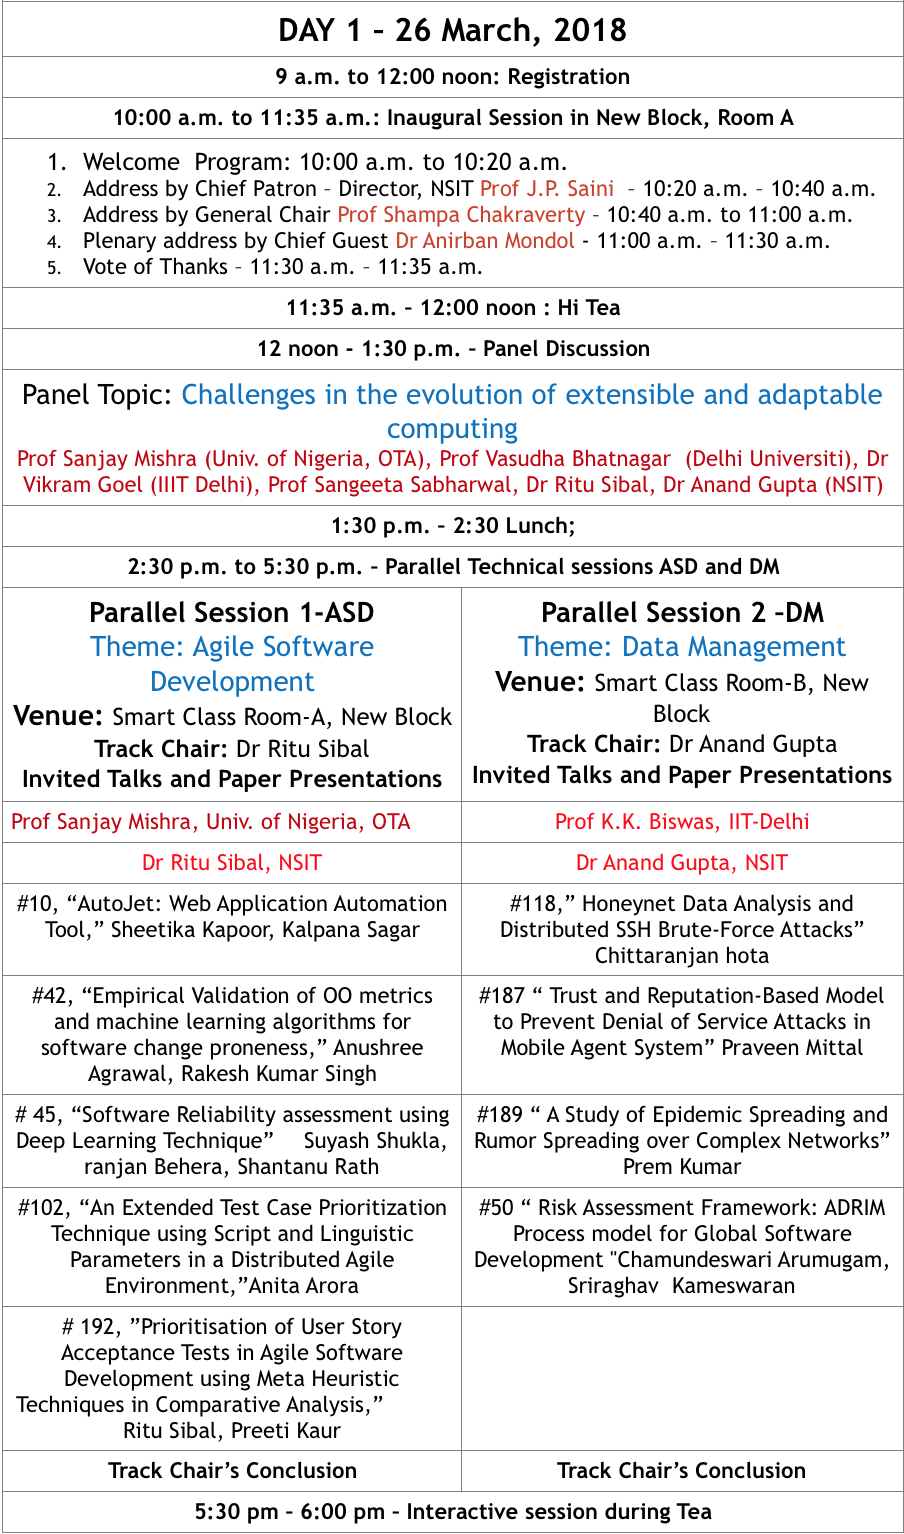 DAY 1 – 26 March, 2018
9 a.m. to 12:00 noon: Registration
10:00 a.m. to 11:35 a.m.: Inaugural Session in New Block, Room A
1. Welcome  Program: 10:00 a.m. to 10:20 a.m.
2. Address by Chief Patron – Director, NSIT Prof J.P. Saini  – 10:20 a.m. – 10:40 a.m.
3. Address by General Chair Prof Shampa Chakraverty – 10:40 a.m. to 11:00 a.m.
4. Plenary address by Chief Guest Dr Anirban Mondol - 11:00 a.m. – 11:30 a.m.
5. Vote of Thanks – 11:30 a.m. – 11:35 a.m.
11:35 a.m. – 12:00 noon : Hi Tea
12 noon - 1:30 p.m. – Panel Discussion
Panel Topic: Challenges in the evolution of extensible and adaptable
computing
Prof Sanjay Mishra (Univ. of Nigeria, OTA), Prof Vasudha Bhatnagar  (Delhi Universiti), Dr
Vikram Goel (IIIT Delhi), Prof Sangeeta Sabharwal, Dr Ritu Sibal, Dr Anand Gupta (NSIT)
1:30 p.m. – 2:30 Lunch;
2:30 p.m. to 5:30 p.m. – Parallel Technical sessions ASD and DM
Parallel Session 1-ASD
Theme: Agile Software
Development
Venue: Smart Class Room-A, New Block
Track Chair: Dr Ritu Sibal
Invited Talks and Paper Presentations
Parallel Session 2 –DM
Theme: Data Management
Venue: Smart Class Room-B, New
Block
Track Chair: Dr Anand Gupta
Invited Talks and Paper Presentations
Prof Sanjay Mishra, Univ. of Nigeria, OTA
Prof K.K. Biswas, IIT-Delhi
Dr Ritu Sibal, NSIT
Dr Anand Gupta, NSIT
#10, “AutoJet: Web Application Automation
Tool,” Sheetika Kapoor, Kalpana Sagar
#118,” Honeynet Data Analysis and
Distributed SSH Brute-Force Attacks”
Chittaranjan hota
#42, “Empirical Validation of OO metrics
and machine learning algorithms for
software change proneness,” Anushree
Agrawal, Rakesh Kumar Singh
#187 “ Trust and Reputation-Based Model
to Prevent Denial of Service Attacks in
Mobile Agent System” Praveen Mittal
# 45, “Software Reliability assessment using
Deep Learning Technique”    Suyash Shukla,
ranjan Behera, Shantanu Rath
#189 “ A Study of Epidemic Spreading and
Rumor Spreading over Complex Networks”
Prem Kumar
#102, “An Extended Test Case Prioritization
Technique using Script and Linguistic
Parameters in a Distributed Agile
Environment,”Anita Arora
#50 “ Risk Assessment Framework: ADRIM
Process model for Global Software
Development "Chamundeswari Arumugam,
Sriraghav  Kameswaran
# 192, ”Prioritisation of User Story
Acceptance Tests in Agile Software
Development using Meta Heuristic
Techniques in Comparative Analysis,”
Ritu Sibal, Preeti Kaur
Track Chair’s Conclusion
Track Chair’s Conclusion
5:30 pm – 6:00 pm – Interactive session during Tea